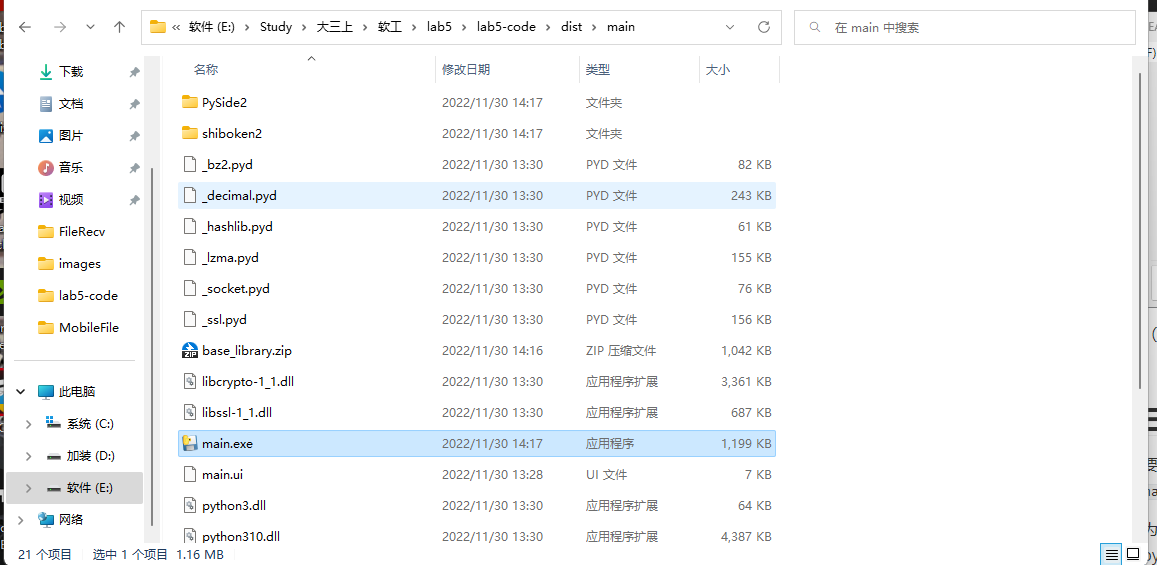 « 软件 (E:) › Study › 大三上 › 软工 › lab5 › lab5-code › dist › main
在 main 中搜索
下载
文档
图片
音乐
视频
FileRecv
images
lab5-code
MobileFile
此电脑
系统 (C:)
加装 (D:)
软件 (E:)
网络
名称 修改日期 类型 大小
PySide2 2022/11/30 14:17 文件夹
shiboken2 2022/11/30 14:17 文件夹
_bz2.pyd 2022/11/30 13:30 PYD 文件 82 KB
_decimal.pyd 2022/11/30 13:30 PYD 文件 243 KB
_hashlib.pyd 2022/11/30 13:30 PYD 文件 61 KB
_lzma.pyd 2022/11/30 13:30 PYD 文件 155 KB
_socket.pyd 2022/11/30 13:30 PYD 文件 76 KB
_ssl.pyd 2022/11/30 13:30 PYD 文件 156 KB
base_library.zip 2022/11/30 14:16 ZIP 压缩文件 1,042 KB
libcrypto-1_1.dll 2022/11/30 13:30 应用程序扩展 3,361 KB
libssl-1_1.dll 2022/11/30 13:30 应用程序扩展 687 KB
main.exe 2022/11/30 14:17 应用程序 1,199 KB
main.ui 2022/11/30 13:28 UI 文件 7 KB
python3.dll 2022/11/30 13:30 应用程序扩展 64 KB
python310.dll 2022/11/30 13:30 应用程序扩展 4,387 KB
21 个项目 选中 1 个项目 1.16 MB